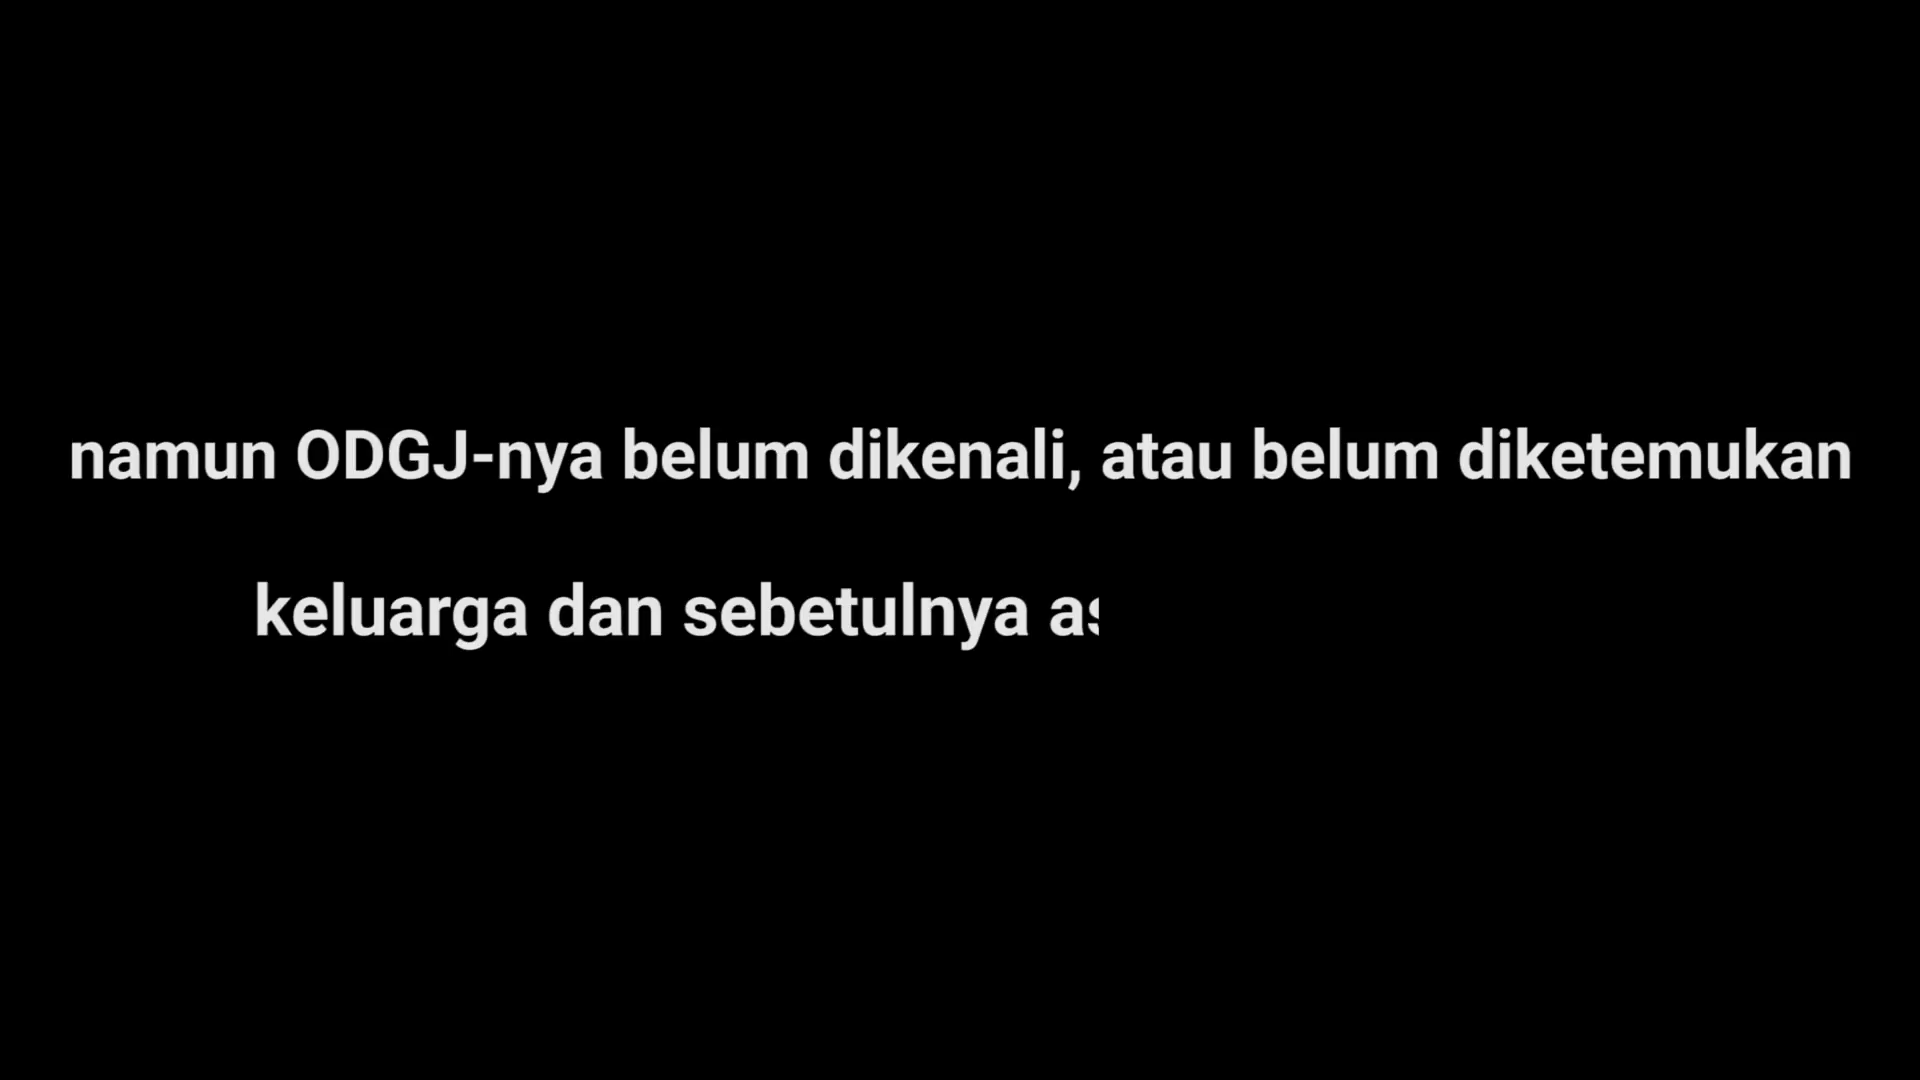 namun ODGJ-nya belum dikenali, atau belum diketemukan
keluarga dan sebetulnya